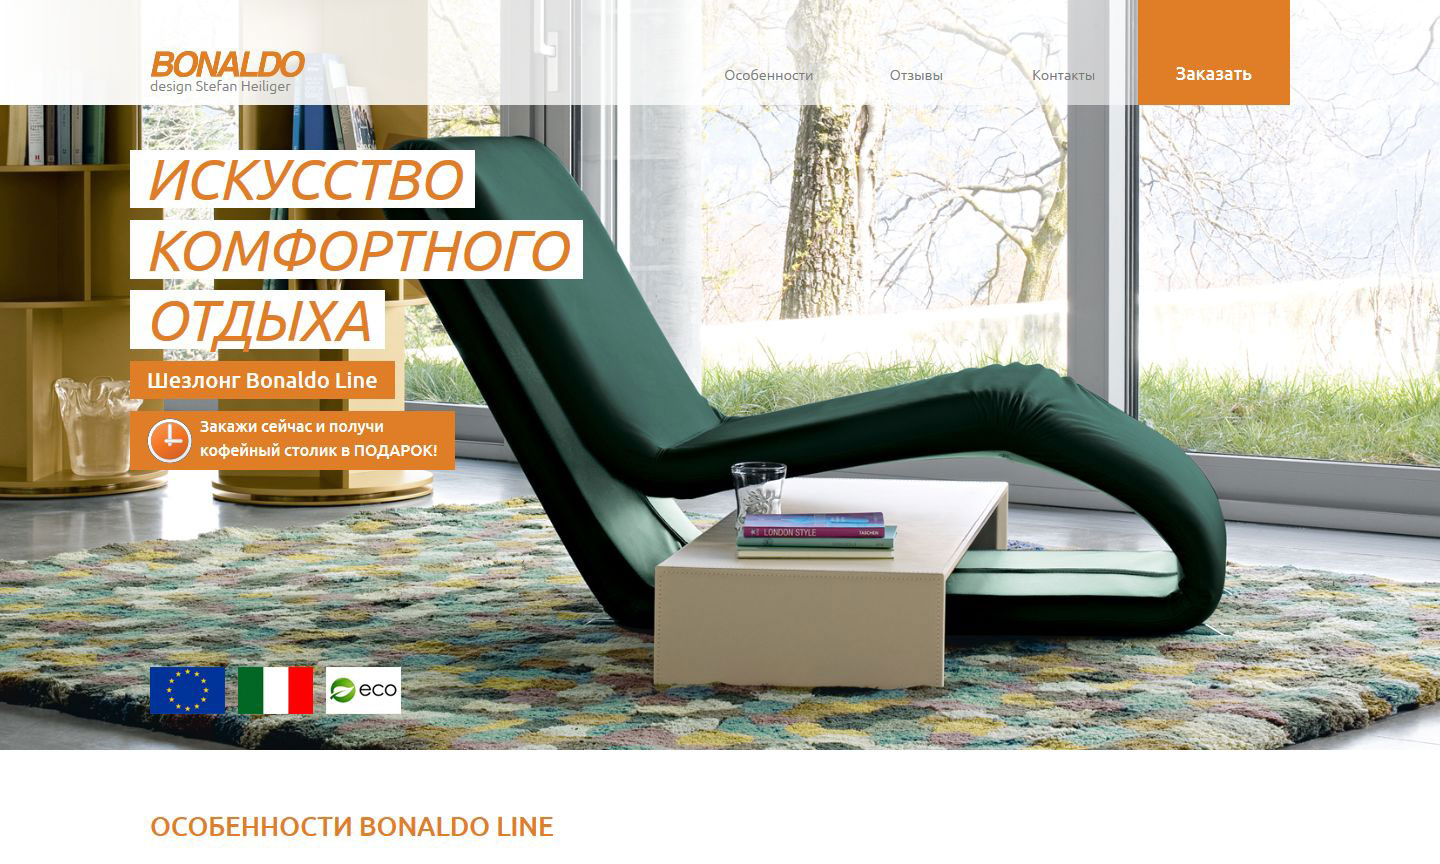 BONALDO
design Stefan Heiliger
Особенности
Отзывы
Контакты
Заказать
ИСКУССТВО
КОМФОРТНОГО
ОТДЫХА
Шезлонг Bonaldo Line
Закажи сейчас и получи
кофейный столик в ПОДАРОК!
LONDON STYLE
TASCHEN
eco
ОСОБЕННОСТИ BONALDO LINE